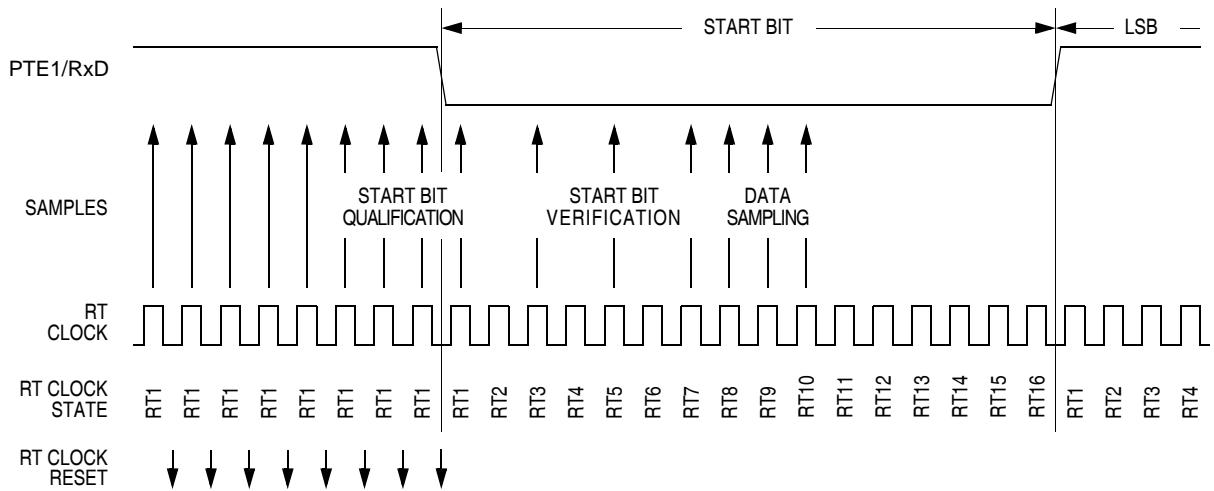 START BIT
LSB
PTE1/RxD
SAMPLES
START BIT
QUALIFICATION
START BIT
VERIFICATION
DATA
SAMPLING
RT
CLOCK
RT CLOCK
STATE
RT1 RT1 RT1 RT1 RT1 RT1 RT1 RT1 RT1 RT2 RT3 RT4 RT5 RT6 RT7 RT8 RT9 RT10 RT11 RT12 RT13 RT14 RT15 RT16 RT1 RT2 RT3 RT4
RT CLOCK
RESET